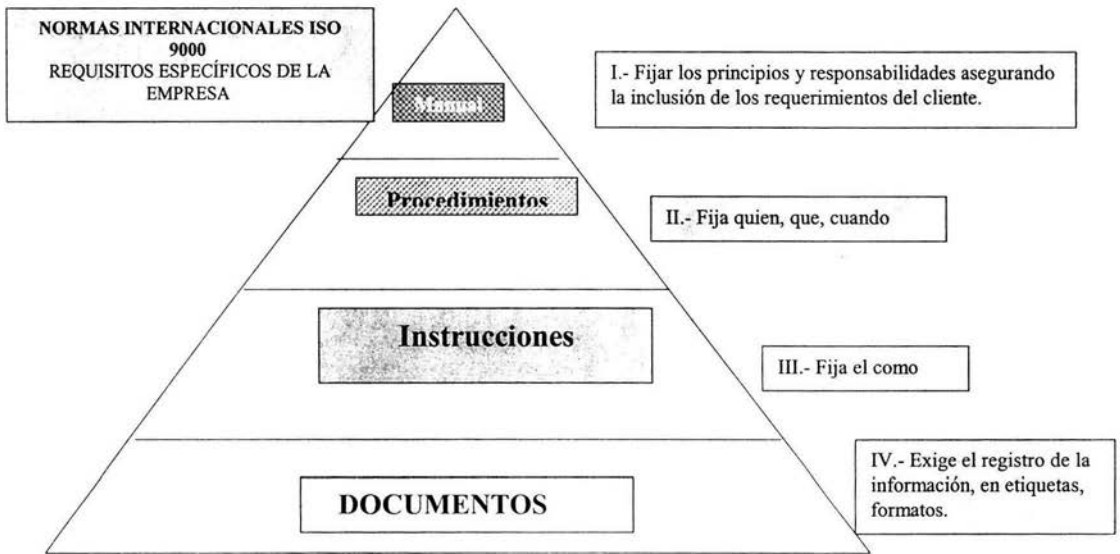 NORMAS INTERNACIONALES ISO
9000
REQUISITOS ESPECÍFICOS DE LA
EMPRESA
I.- Fijar los principios y responsabilidades asegurando
la inclusión de los requerimientos del cliente.
Manual
Procedimientos
II.- Fija quien, que, cuando
Instrucciones
III.- Fija el como
IV.- Exige el registro de la
información, en etiquetas,
formatos.
DOCUMENTOS